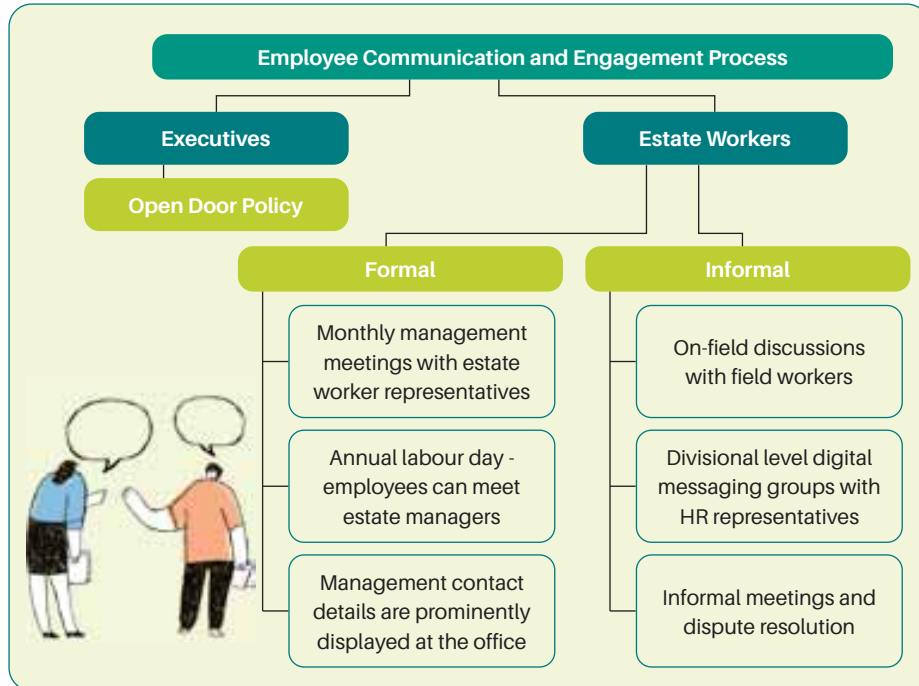 Employee Communication and Engagement Process
Executives
Estate Workers
Open Door Policy
Formal
Informal
Monthly management
meetings with estate
worker representatives
On-field discussions
with field workers
Annual labour day -
employees can meet
estate managers
Divisional level digital
messaging groups with
HR representatives
Management contact
details are prominently
displayed at the office
Informal meetings and
dispute resolution